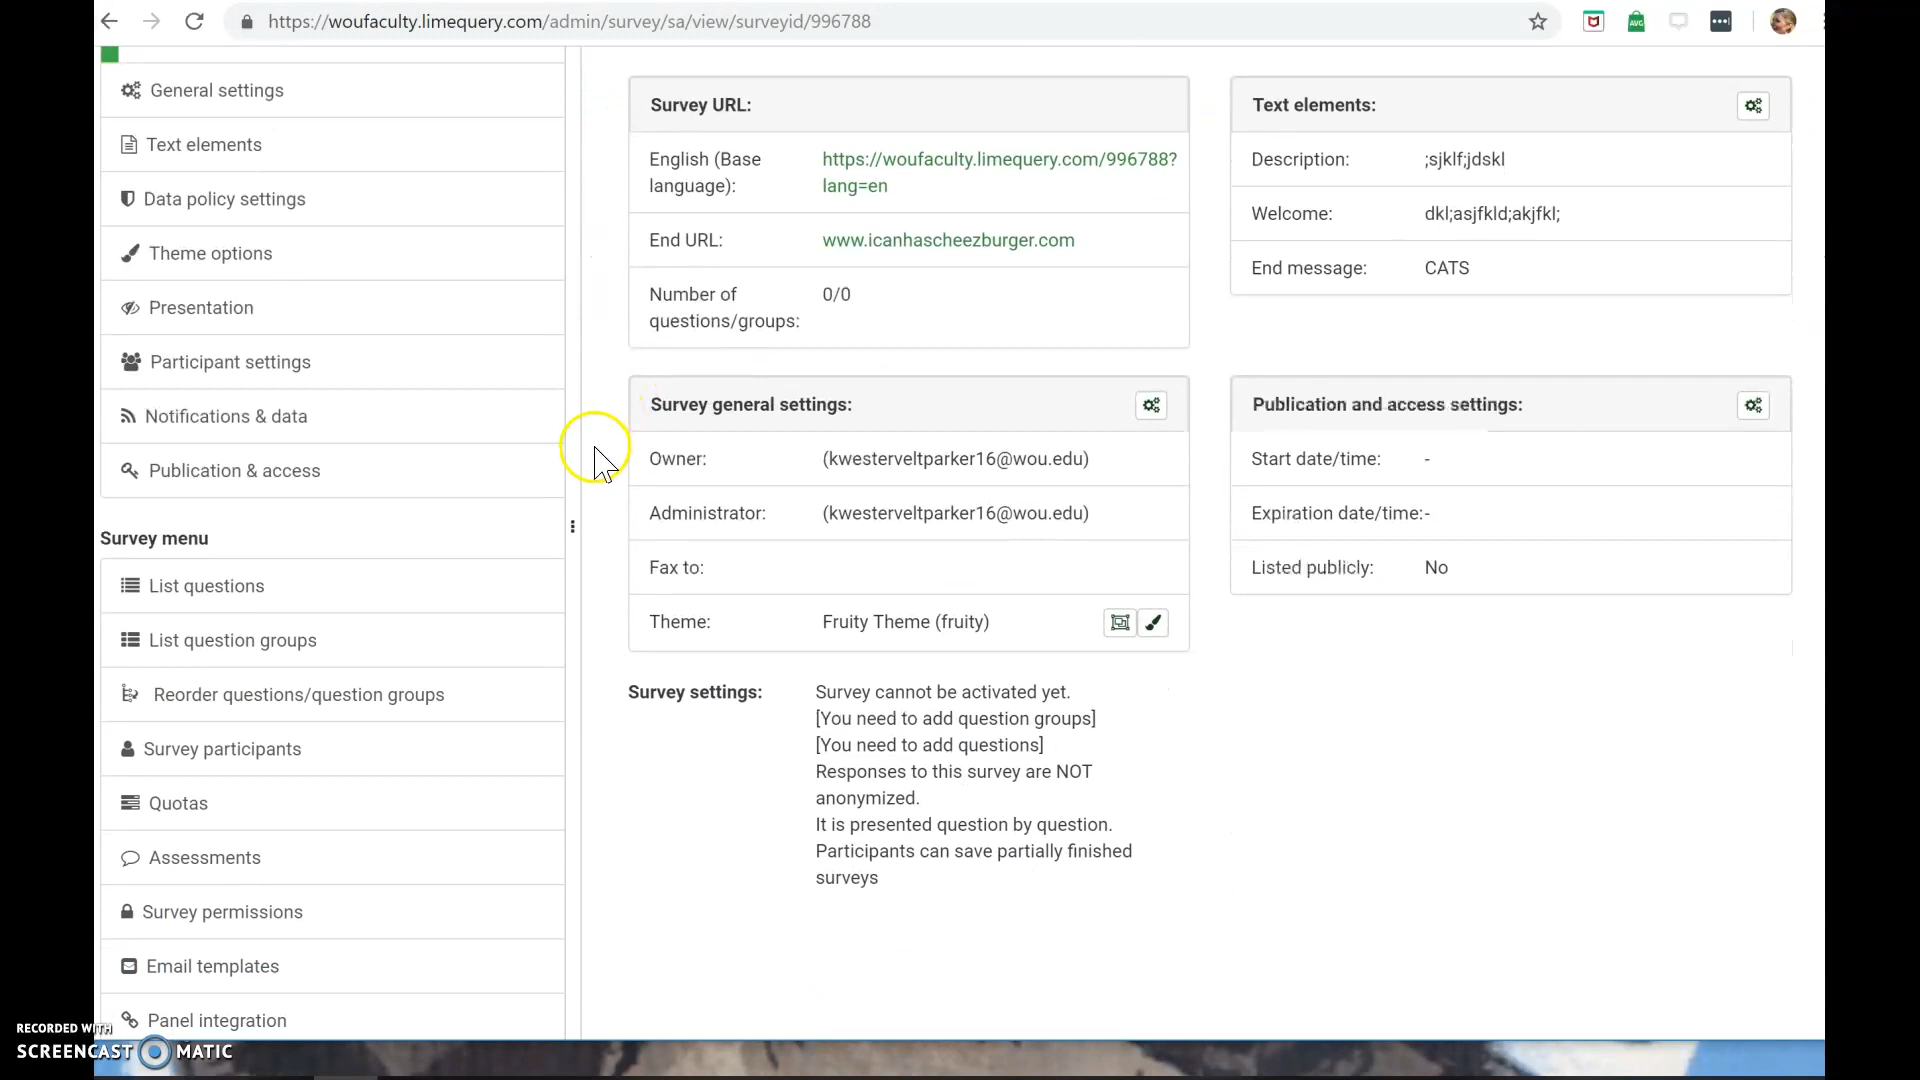 https://woufaculty.limequery.com/admin/survey/sa/view/surveyid/996788
General settings
Text elements
Data policy settings
Theme options
Presentation
Participant settings
Notifications & data
Publication & access
Survey menu
List questions
List question groups
Reorder questions/question groups
Survey participants
Quotas
Assessments
Survey permissions
Email templates
Panel integration
Survey URL:
English (Base language): https://woufaculty.limequery.com/996788?
lang=en
End URL: www.icanhascheezburger.com
Number of questions/groups: 0/0
Text elements:
Description: ;sjklf;jdskl
Welcome: dkl;asjfkld;akjfkl;
End message: CATS
Survey general settings:
Owner: (kwesterveltparker16@wou.edu)
Administrator: (kwesterveltparker16@wou.edu)
Fax to:
Theme: Fruity Theme (fruity)
Publication and access settings:
Start date/time: -
Expiration date/time:-
Listed publicly: No
Survey settings: Survey cannot be activated yet.
[You need to add question groups]
[You need to add questions]
Responses to this survey are NOT
anonymized.
It is presented question by question.
Participants can save partially finished
surveys
RECORDED WITH
SCREENCAST MATIC